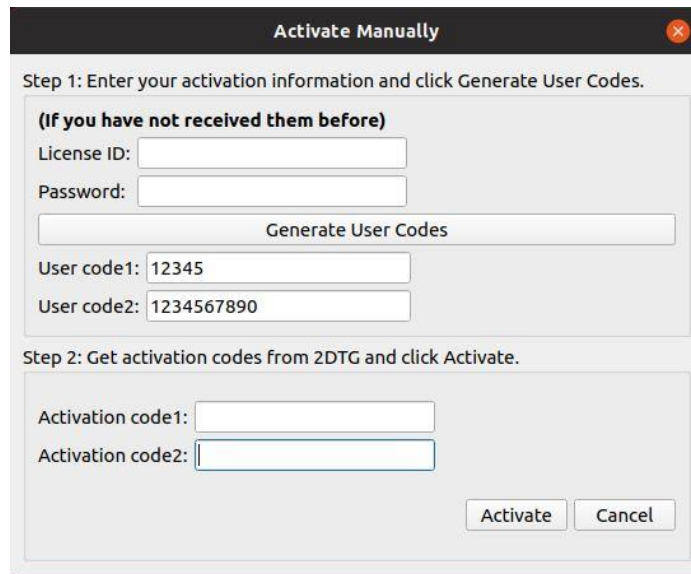 Activate Manually
Step 1: Enter your activation information and click Generate User Codes.
(If you have not received them before)
License ID:
Password:
Generate User Codes
User code1: 12345
User code2: 1234567890
Step 2: Get activation codes from 2DTG and click Activate.
Activation code1:
Activation code2:
Activate Cancel